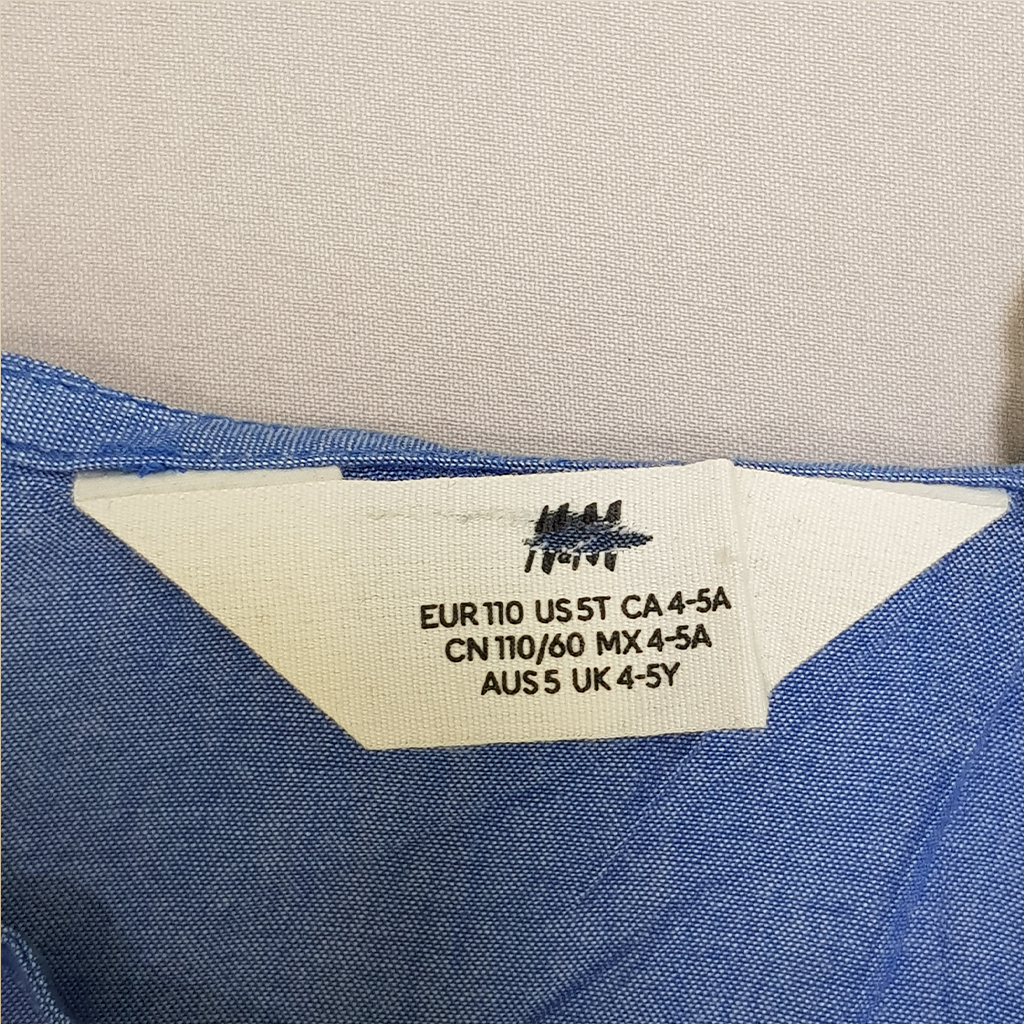 H&M
EUR 110 US 5T CA 4-5A
CN 110/60 MX 4-5A
AUS 5 UK 4-5Y